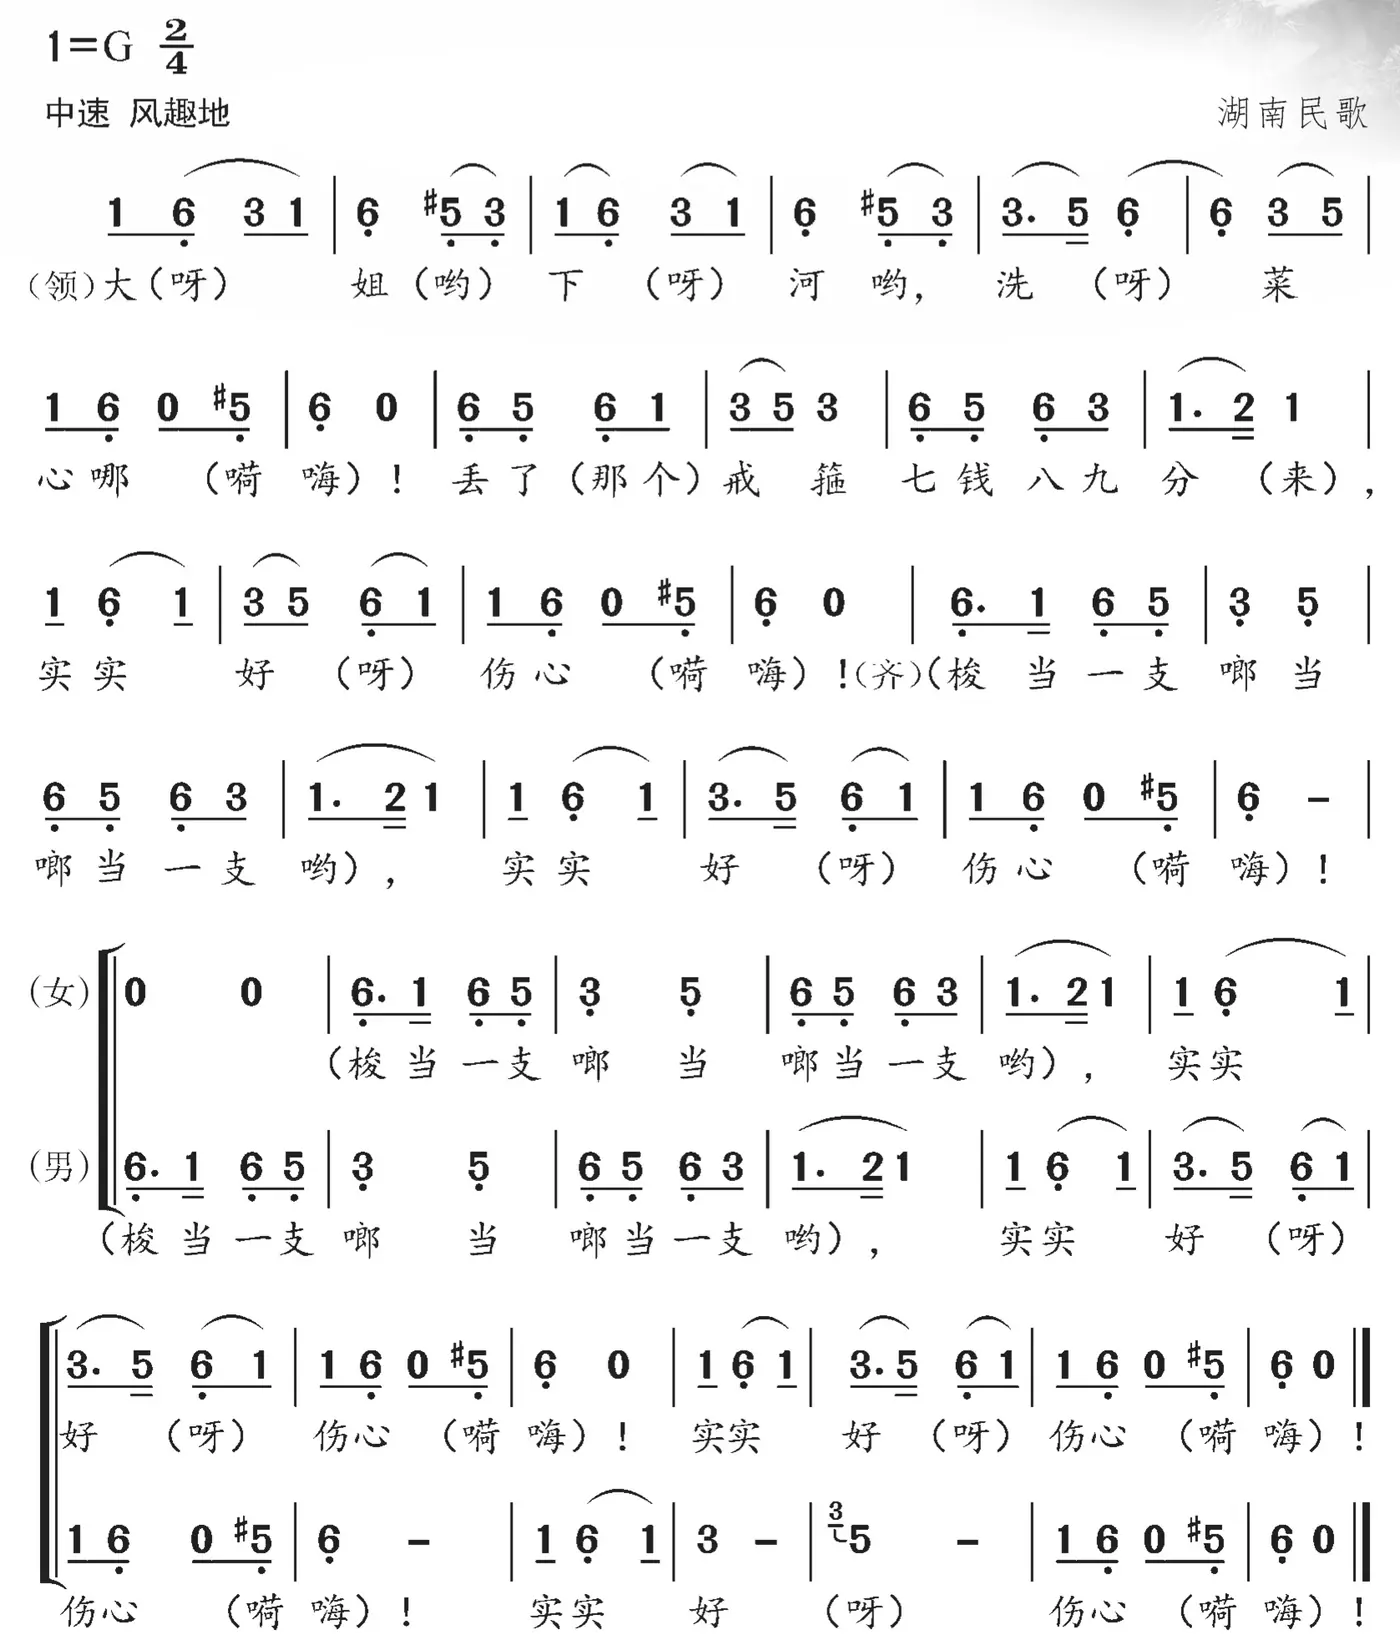 1=G 2/4
中速 风趣地
湖南民歌
1 6 3 1 | 6 #5 3 | 1 6 3 1 | 6 #5 3 | 3. 5 6 | 6 3 5 |
(领)大(呀) 姐(哟) 下(呀) 河哟, 洗(呀) 菜
1 6 0 #5 | 6 0 | 6 5 6 1 | 3 5 3 | 6 5 6 3 | 1. 2 1 |
心哪 (嗬 嗨)! 丢了(那个)戒箍 七钱八九 分 (来),
1 6 1 | 3 5 6 1 | 1 6 0 #5 | 6 0 | 6. 1 6 5 | 3 5 |
实实 好 (呀) 伤心 (嗬 嗨)!(齐)(梭当一支 啷当
6 5 6 3 | 1. 2 1 | 1 6 1 | 3. 5 6 1 | 1 6 0 #5 | 6 – |
啷当一支 哟), 实实 好 (呀) 伤心 (嗬 嗨)!
(女) 0 0 | 6. 1 6 5 | 3 5 | 6 5 6 3 | 1. 2 1 | 1 6 1 |
(梭当一支 啷 当 啷当一支 哟), 实实
(男) 6. 1 6 5 | 3 5 | 6 5 6 3 | 1. 2 1 | 1 6 1 | 3. 5 6 1 |
(梭当一支 啷 当 啷当一支 哟), 实实 好 (呀)
3. 5 6 1 | 1 6 0 #5 | 6 0 | 1 6 1 | 3. 5 6 1 | 1 6 0 #5 | 6 0 ||
好 (呀) 伤心 (嗬 嗨)! 实实 好 (呀) 伤心 (嗬 嗨)!
1 6 0 #5 | 6 – | 1 6 1 | 3 – | 3 5 – | 1 6 0 #5 | 6 0 ||
伤心 (嗬 嗨)! 实实 好 (呀) 伤心 (嗬 嗨)!